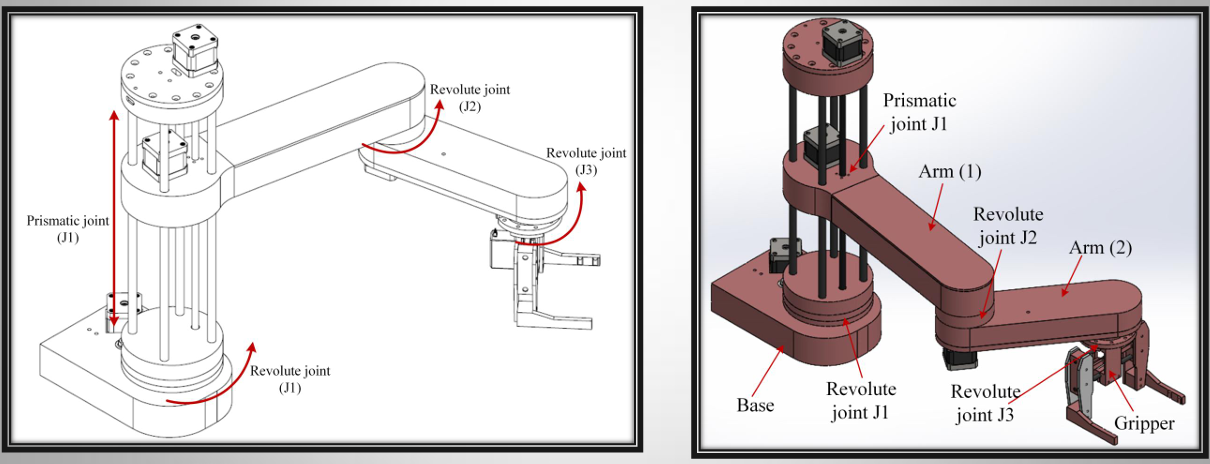 Revolute joint
(J2)
Revolute joint
(J3)
Prismatic joint
(J1)
Revolute joint
(J1)
Prismatic
joint J1
Arm (1)
Revolute
joint J2
Arm (2)
Base
Revolute
joint J1
Revolute
joint J3
Gripper